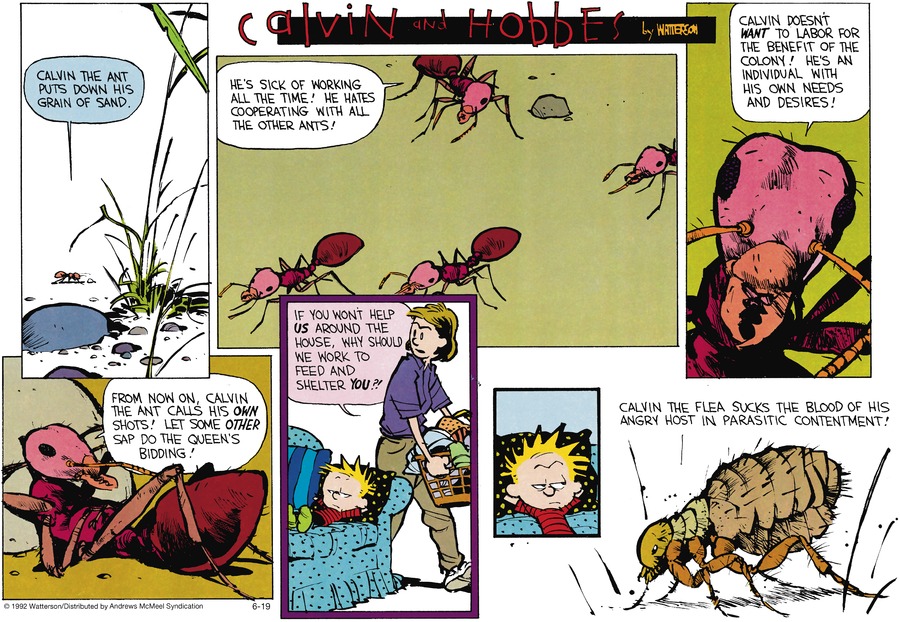 CALVIN AND HOBBES
by WATTERSON
CALVIN THE ANT
PUTS DOWN HIS
GRAIN OF SAND.
HE'S SICK OF WORKING
ALL THE TIME! HE HATES
COOPERATING WITH ALL
THE OTHER ANTS!
CALVIN DOESN'T
WANT TO LABOR FOR
THE BENEFIT OF THE
COLONY! HE'S AN
INDIVIDUAL WITH
HIS OWN NEEDS
AND DESIRES!
FROM NOW ON, CALVIN
THE ANT CALLS HIS OWN
SHOTS! LET SOME OTHER
SAP DO THE QUEEN'S
BIDDING!
IF YOU WON'T HELP
US AROUND THE
HOUSE, WHY SHOULD
WE WORK TO
FEED AND
SHELTER YOU?!
CALVIN THE FLEA SUCKS THE BLOOD OF HIS
ANGRY HOST IN PARASITIC CONTENTMENT!
© 1992 Watterson/Distributed by Andrews McMeel Syndication
6-19